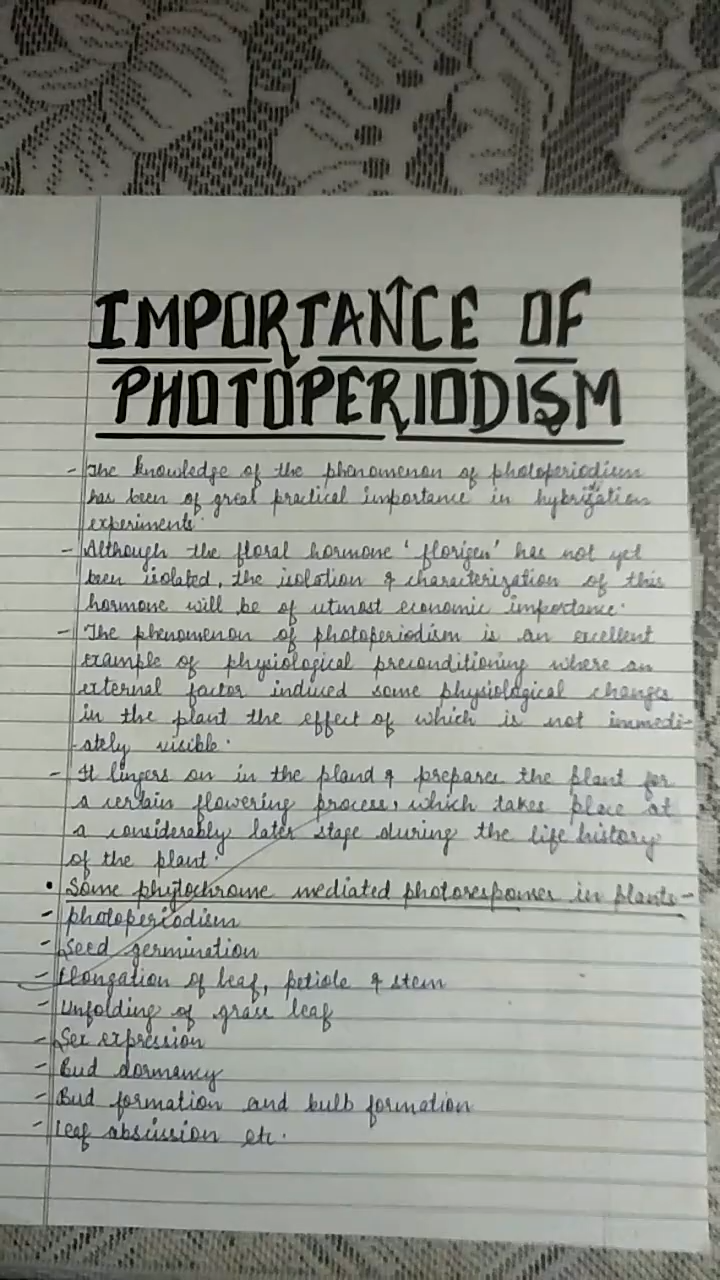 IMPORTANCE OF
PHOTOPERIODISM
- The knowledge of the phenomenon of photoperiodism
has been of great practical importance in hybrization
experiments.
- Although the floral hormone 'florigen' has not yet
been isolated, the isolation & characterization of this
hormone will be of utmost economic importance.
- The phenomenon of photoperiodism is an excellent
example of physiological preconditioning where an
external factor induced some physiological changes
in the plant the effect of which is not immedi-
-ately visible.
- It lingers on in the pland & prepares the plant for
a certain flowering process, which takes place at
a considerably later stage during the life history
of the plant.
• Some phytochrome mediated photoresponses in plants-
- photoperiodism
- Seed germination
- Elongation of leaf, petiole & stem
- Unfolding of grass leaf
- Sex expression
- Bud dormancy
- Bud formation and bulb formation
- leaf abscission etc.